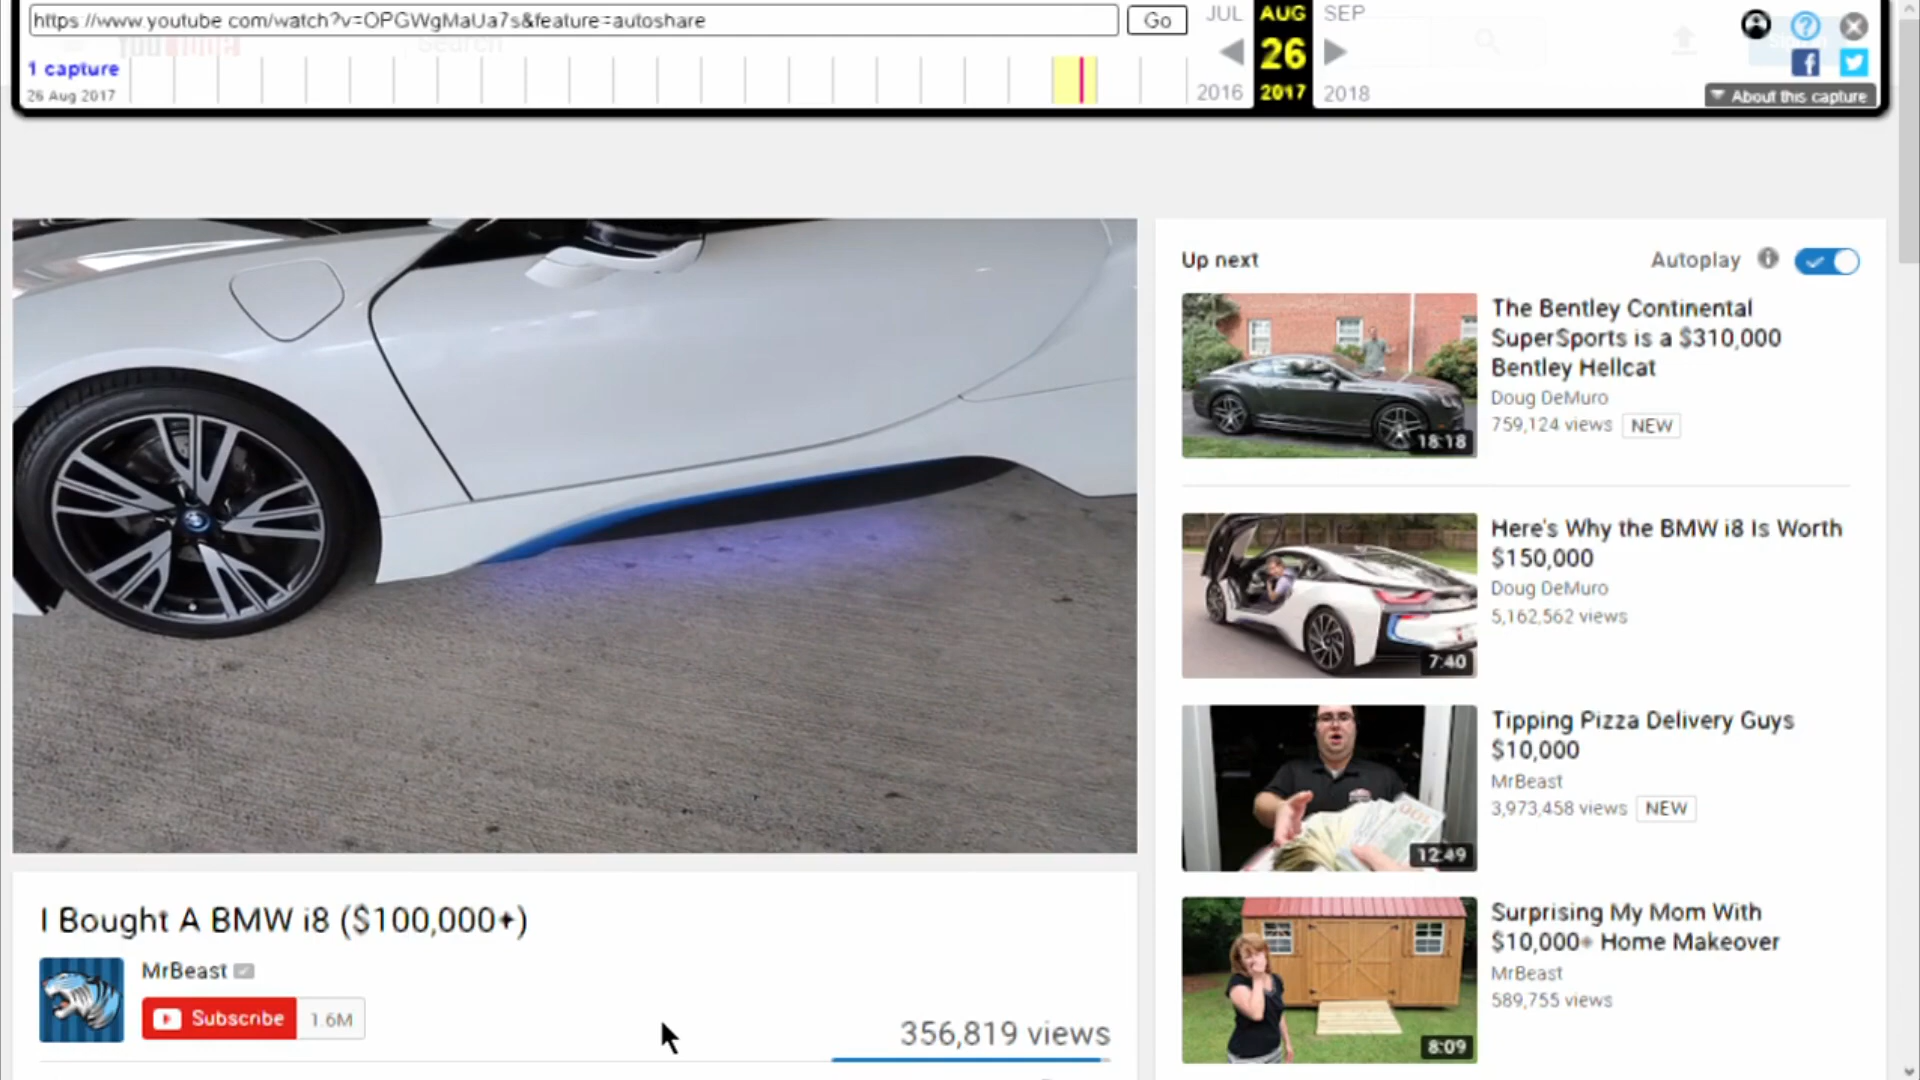 https://www.youtube com/watch?v=OPGWgMaUa7s&feature=autoshare
Go
JUL
AUG
SEP
Search
1 capture
26
26 Aug 2017
2016
2017
2018
About this capture
Up next
Autoplay
The Bentley Continental
SuperSports is a $310,000
Bentley Hellcat
Doug DeMuro
759,124 views NEW
18:18
Here's Why the BMW i8 Is Worth
$150,000
Doug DeMuro
5,162,562 views
7:40
Tipping Pizza Delivery Guys
$10,000
MrBeast
3,973,458 views NEW
12:49
Surprising My Mom With
$10,000+ Home Makeover
MrBeast
589,755 views
8:09
I Bought A BMW i8 ($100,000+)
MrBeast
Subscribe 1.6M
356,819 views